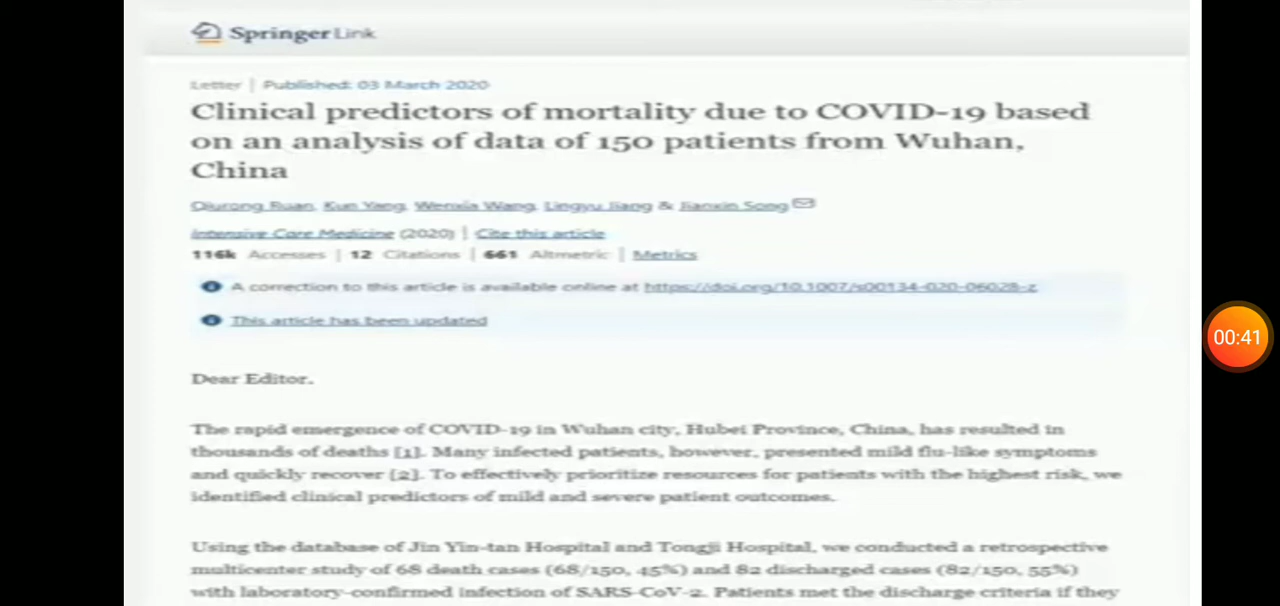 Springer Link
Letter | Published: 03 March 2020
Clinical predictors of mortality due to COVID-19 based
on an analysis of data of 150 patients from Wuhan,
China
Qiurong Ruan, Kun Yang, Wenxia Wang, Lingyu Jiang & Jianxin Song
Intensive Care Medicine (2020) | Cite this article
116k Accesses | 12 Citations | 661 Altmetric | Metrics
A correction to this article is available online at https://doi.org/10.1007/s00134-020-06028-z
This article has been updated
Dear Editor,
The rapid emergence of COVID-19 in Wuhan city, Hubei Province, China, has resulted in
thousands of deaths [1]. Many infected patients, however, presented mild flu-like symptoms
and quickly recover [2]. To effectively prioritize resources for patients with the highest risk, we
identified clinical predictors of mild and severe patient outcomes.
Using the database of Jin Yin-tan Hospital and Tongji Hospital, we conducted a retrospective
multicenter study of 68 death cases (68/150, 45%) and 82 discharged cases (82/150, 55%)
with laboratory-confirmed infection of SARS-CoV-2. Patients met the discharge criteria if they
00:41